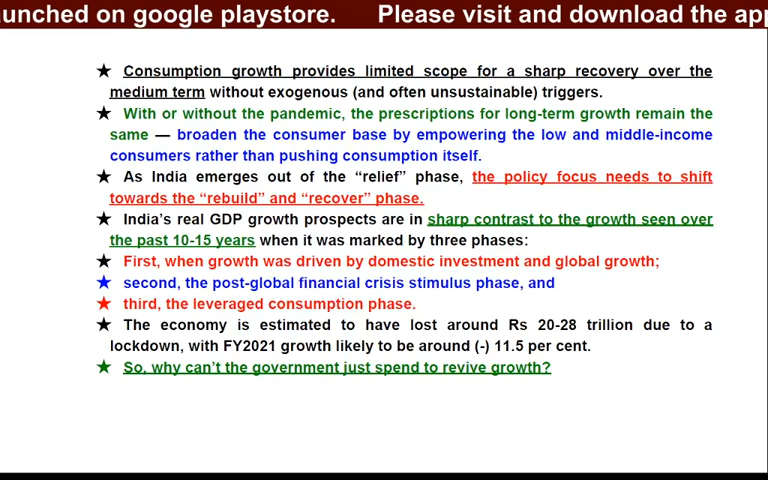 aunched on google playstore.     Please visit and download the app
★ Consumption growth provides limited scope for a sharp recovery over the
medium term without exogenous (and often unsustainable) triggers.
★ With or without the pandemic, the prescriptions for long-term growth remain the
same — broaden the consumer base by empowering the low and middle-income
consumers rather than pushing consumption itself.
★ As India emerges out of the “relief” phase, the policy focus needs to shift
towards the “rebuild” and “recover” phase.
★ India’s real GDP growth prospects are in sharp contrast to the growth seen over
the past 10-15 years when it was marked by three phases:
★ First, when growth was driven by domestic investment and global growth;
★ second, the post-global financial crisis stimulus phase, and
★ third, the leveraged consumption phase.
★ The economy is estimated to have lost around Rs 20-28 trillion due to a
lockdown, with FY2021 growth likely to be around (-) 11.5 per cent.
★ So, why can’t the government just spend to revive growth?